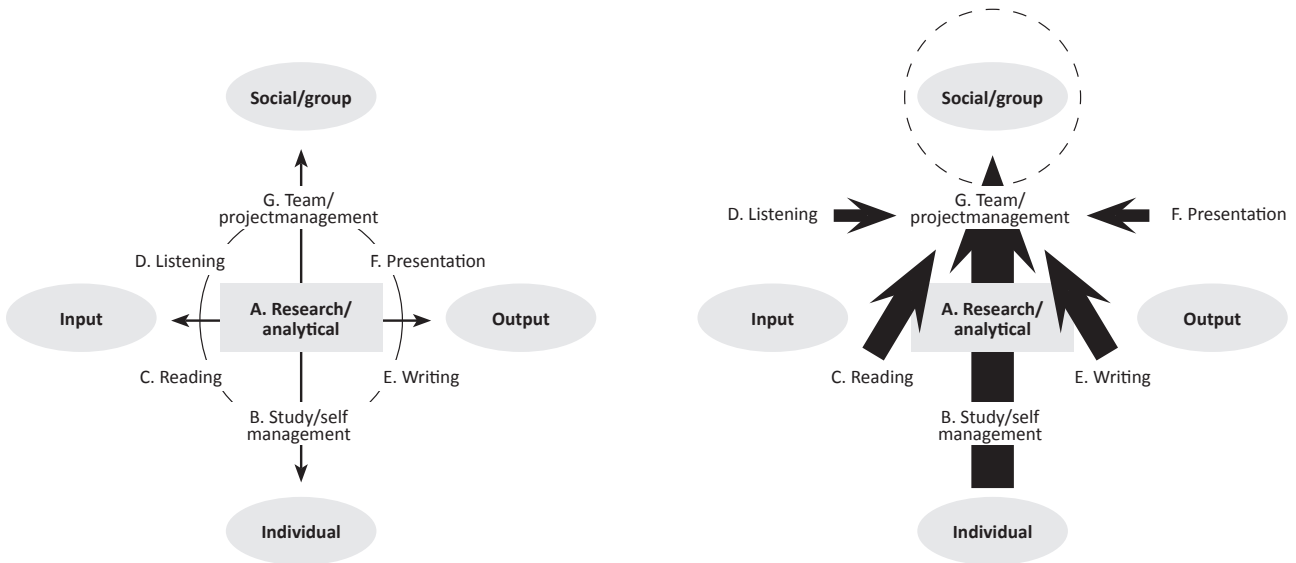 Social/group
G. Team/
projectmanagement
D. Listening
F. Presentation
Input
A. Research/
analytical
Output
C. Reading
E. Writing
B. Study/self
management
Individual
Social/group
D. Listening
G. Team/
projectmanagement
F. Presentation
Input
A. Research/
analytical
Output
C. Reading
E. Writing
B. Study/self
management
Individual